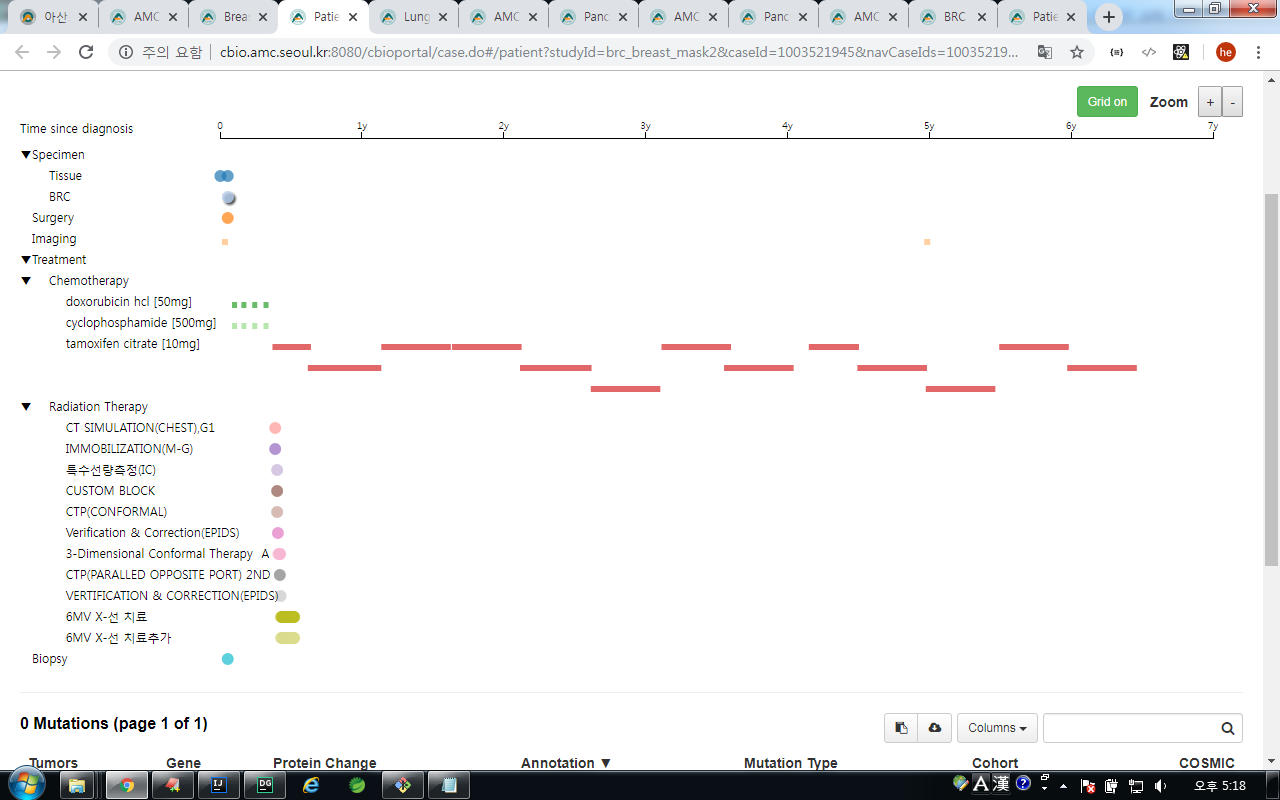 아산
AMC
Breas
Patie
Lung
AMC
Panc
AMC
Panc
AMC
BRC
Patie
주의 요함 | cbio.amc.seoul.kr:8080/cbioportal/case.do#/patient?studyId=brc_breast_mask2&caseId=1003521945&navCaseIds=10035219...
he
Grid on Zoom + -
Time since diagnosis 0 1y 2y 3y 4y 5y 6y 7y
▼Specimen
Tissue
BRC
Surgery
Imaging
▼Treatment
▼ Chemotherapy
doxorubicin hcl [50mg]
cyclophosphamide [500mg]
tamoxifen citrate [10mg]
▼ Radiation Therapy
CT SIMULATION(CHEST),G1
IMMOBILIZATION(M-G)
특수선량측정(IC)
CUSTOM BLOCK
CTP(CONFORMAL)
Verification & Correction(EPIDS)
3-Dimensional Conformal Therapy A
CTP(PARALLED OPPOSITE PORT) 2ND
VERTIFICATION & CORRECTION(EPIDS)
6MV X-선 치료
6MV X-선 치료추가
Biopsy
0 Mutations (page 1 of 1) Columns
Tumors Gene Protein Change Annotation ▼ Mutation Type Cohort COSMIC
IJ DG A 漢 ? 오후 5:18